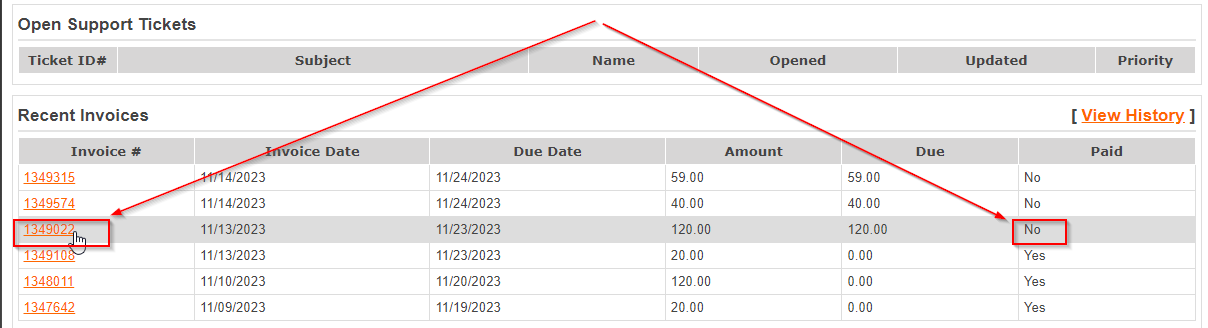 Open Support Tickets
Ticket ID# Subject Name Opened Updated Priority
Recent Invoices [ View History ]
Invoice # Invoice Date Due Date Amount Due Paid
1349315 11/14/2023 11/24/2023 59.00 59.00 No
1349574 11/14/2023 11/24/2023 40.00 40.00 No
1349022 11/13/2023 11/23/2023 120.00 120.00 No
1349108 11/13/2023 11/23/2023 20.00 0.00 Yes
1348011 11/10/2023 11/20/2023 120.00 0.00 Yes
1347642 11/09/2023 11/19/2023 20.00 0.00 Yes